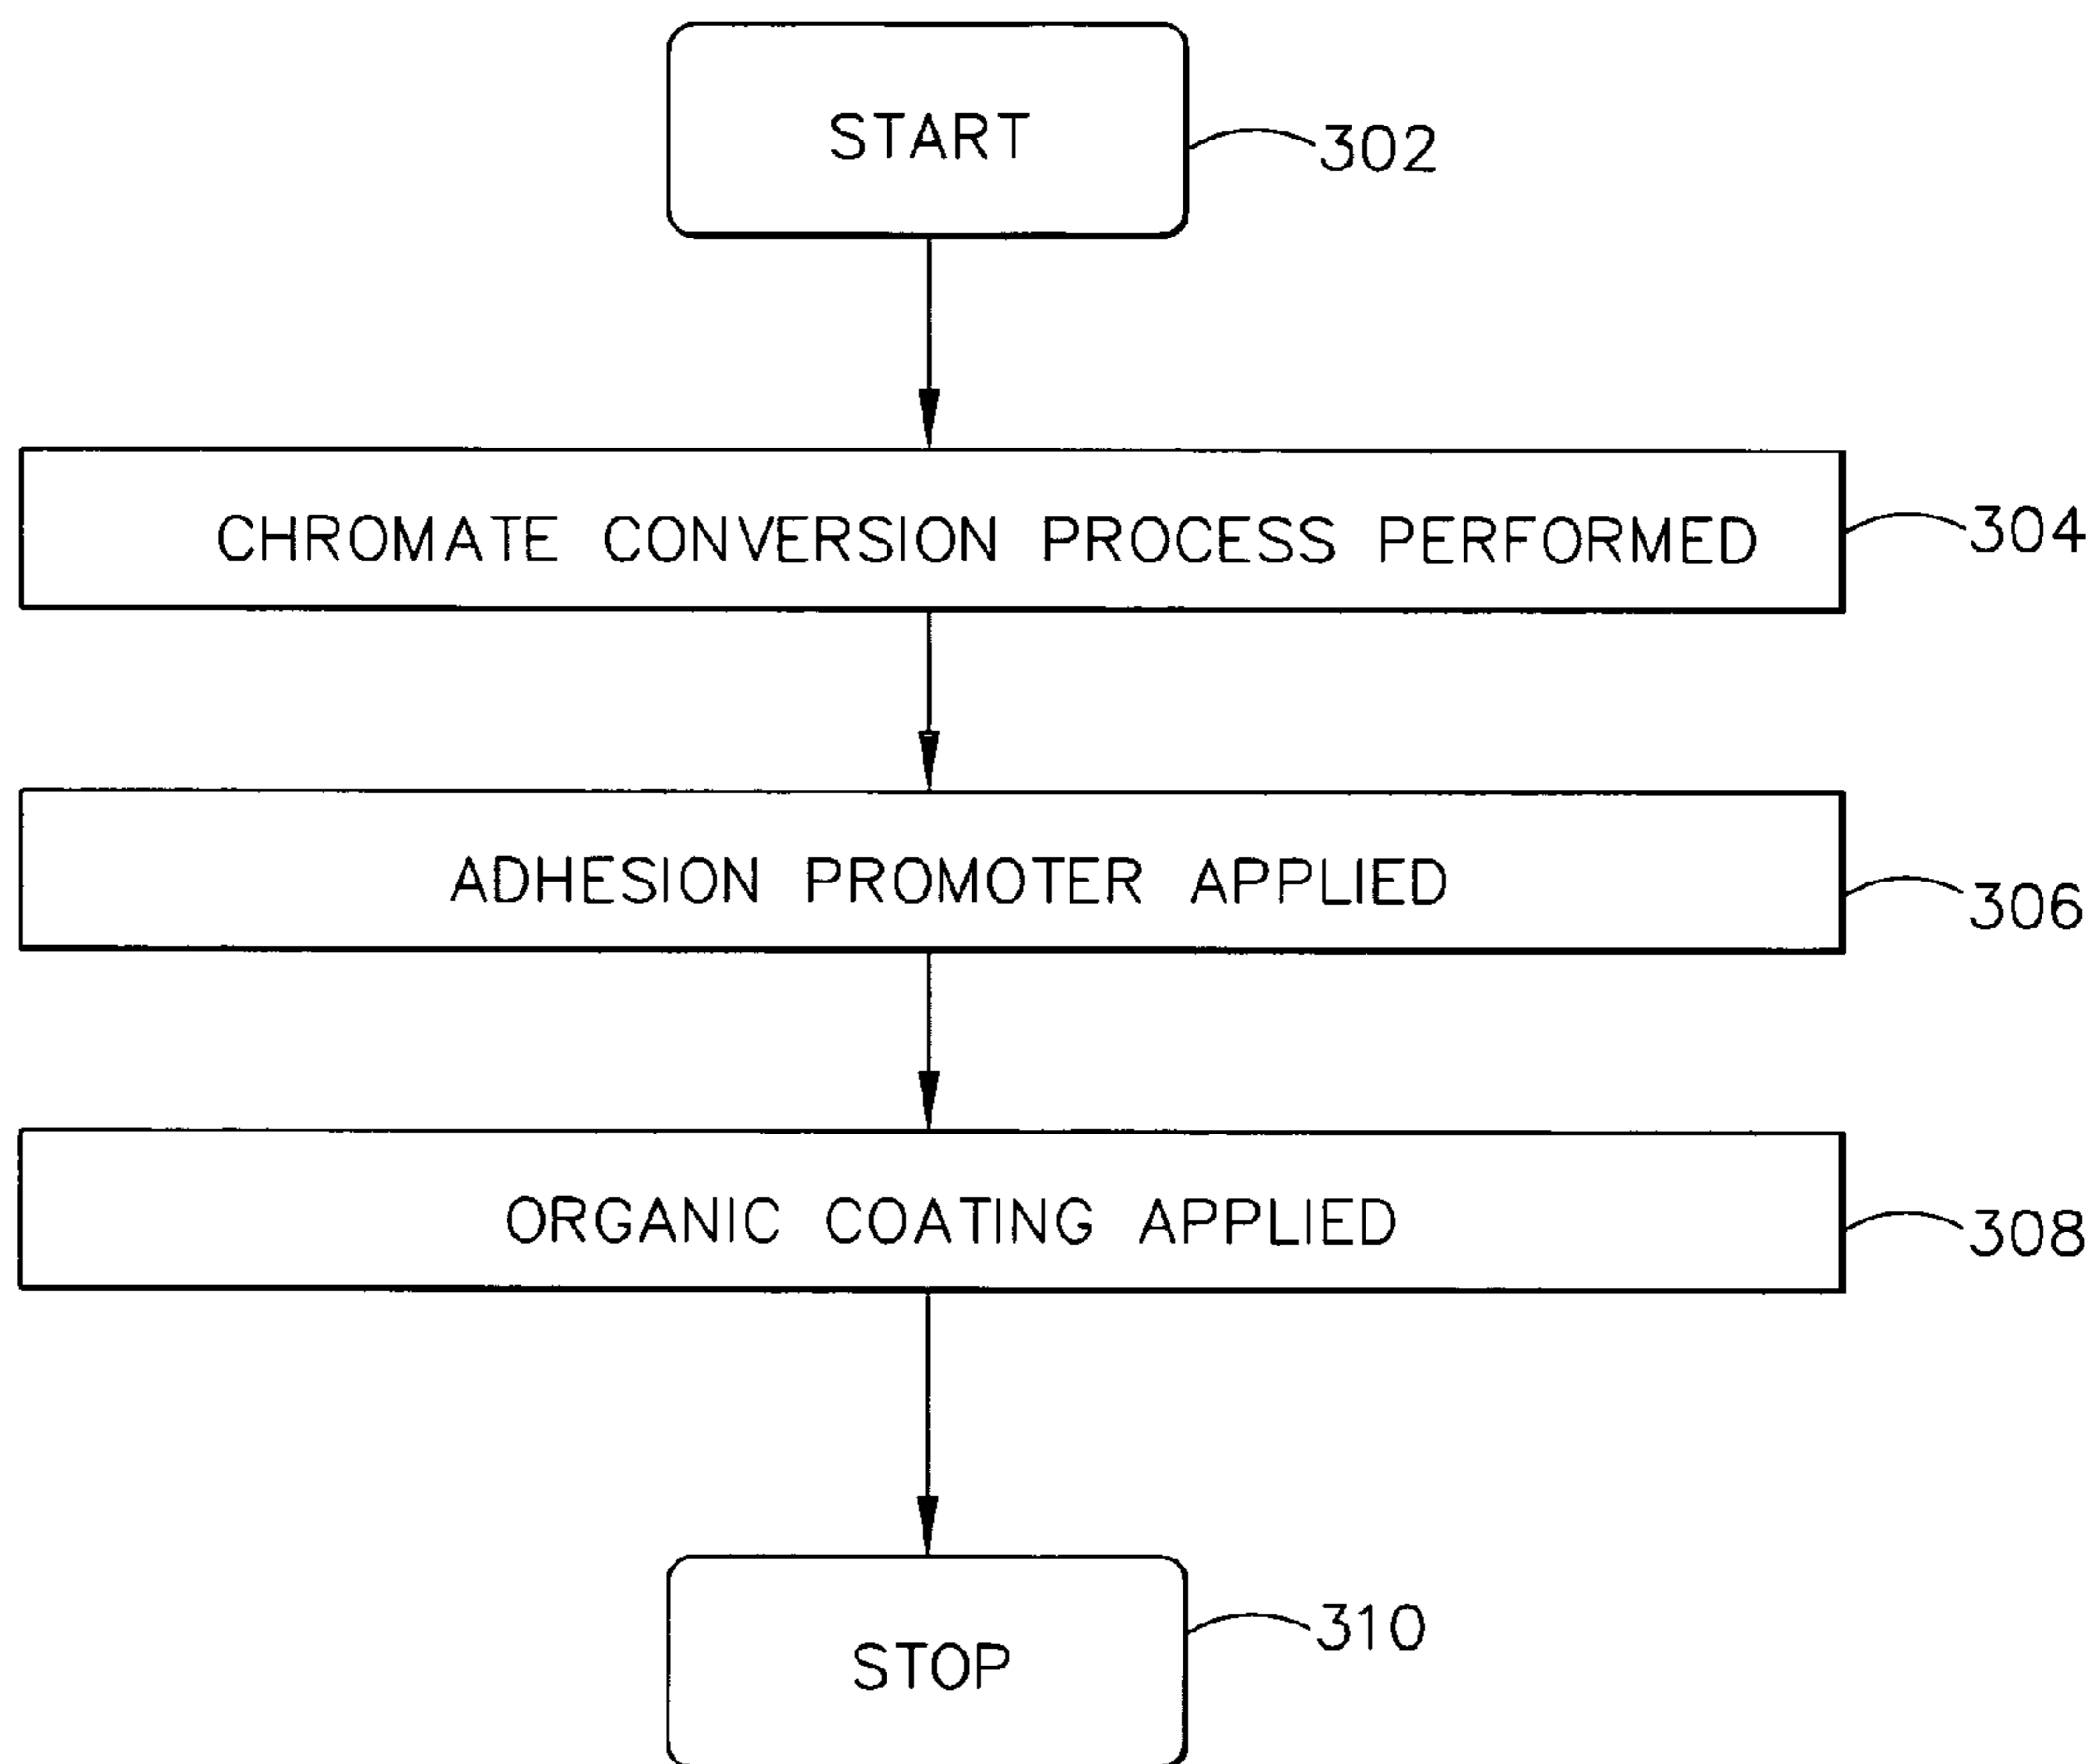 START
302
CHROMATE CONVERSION PROCESS PERFORMED
304
ADHESION PROMOTER APPLIED
306
ORGANIC COATING APPLIED
308
STOP
310